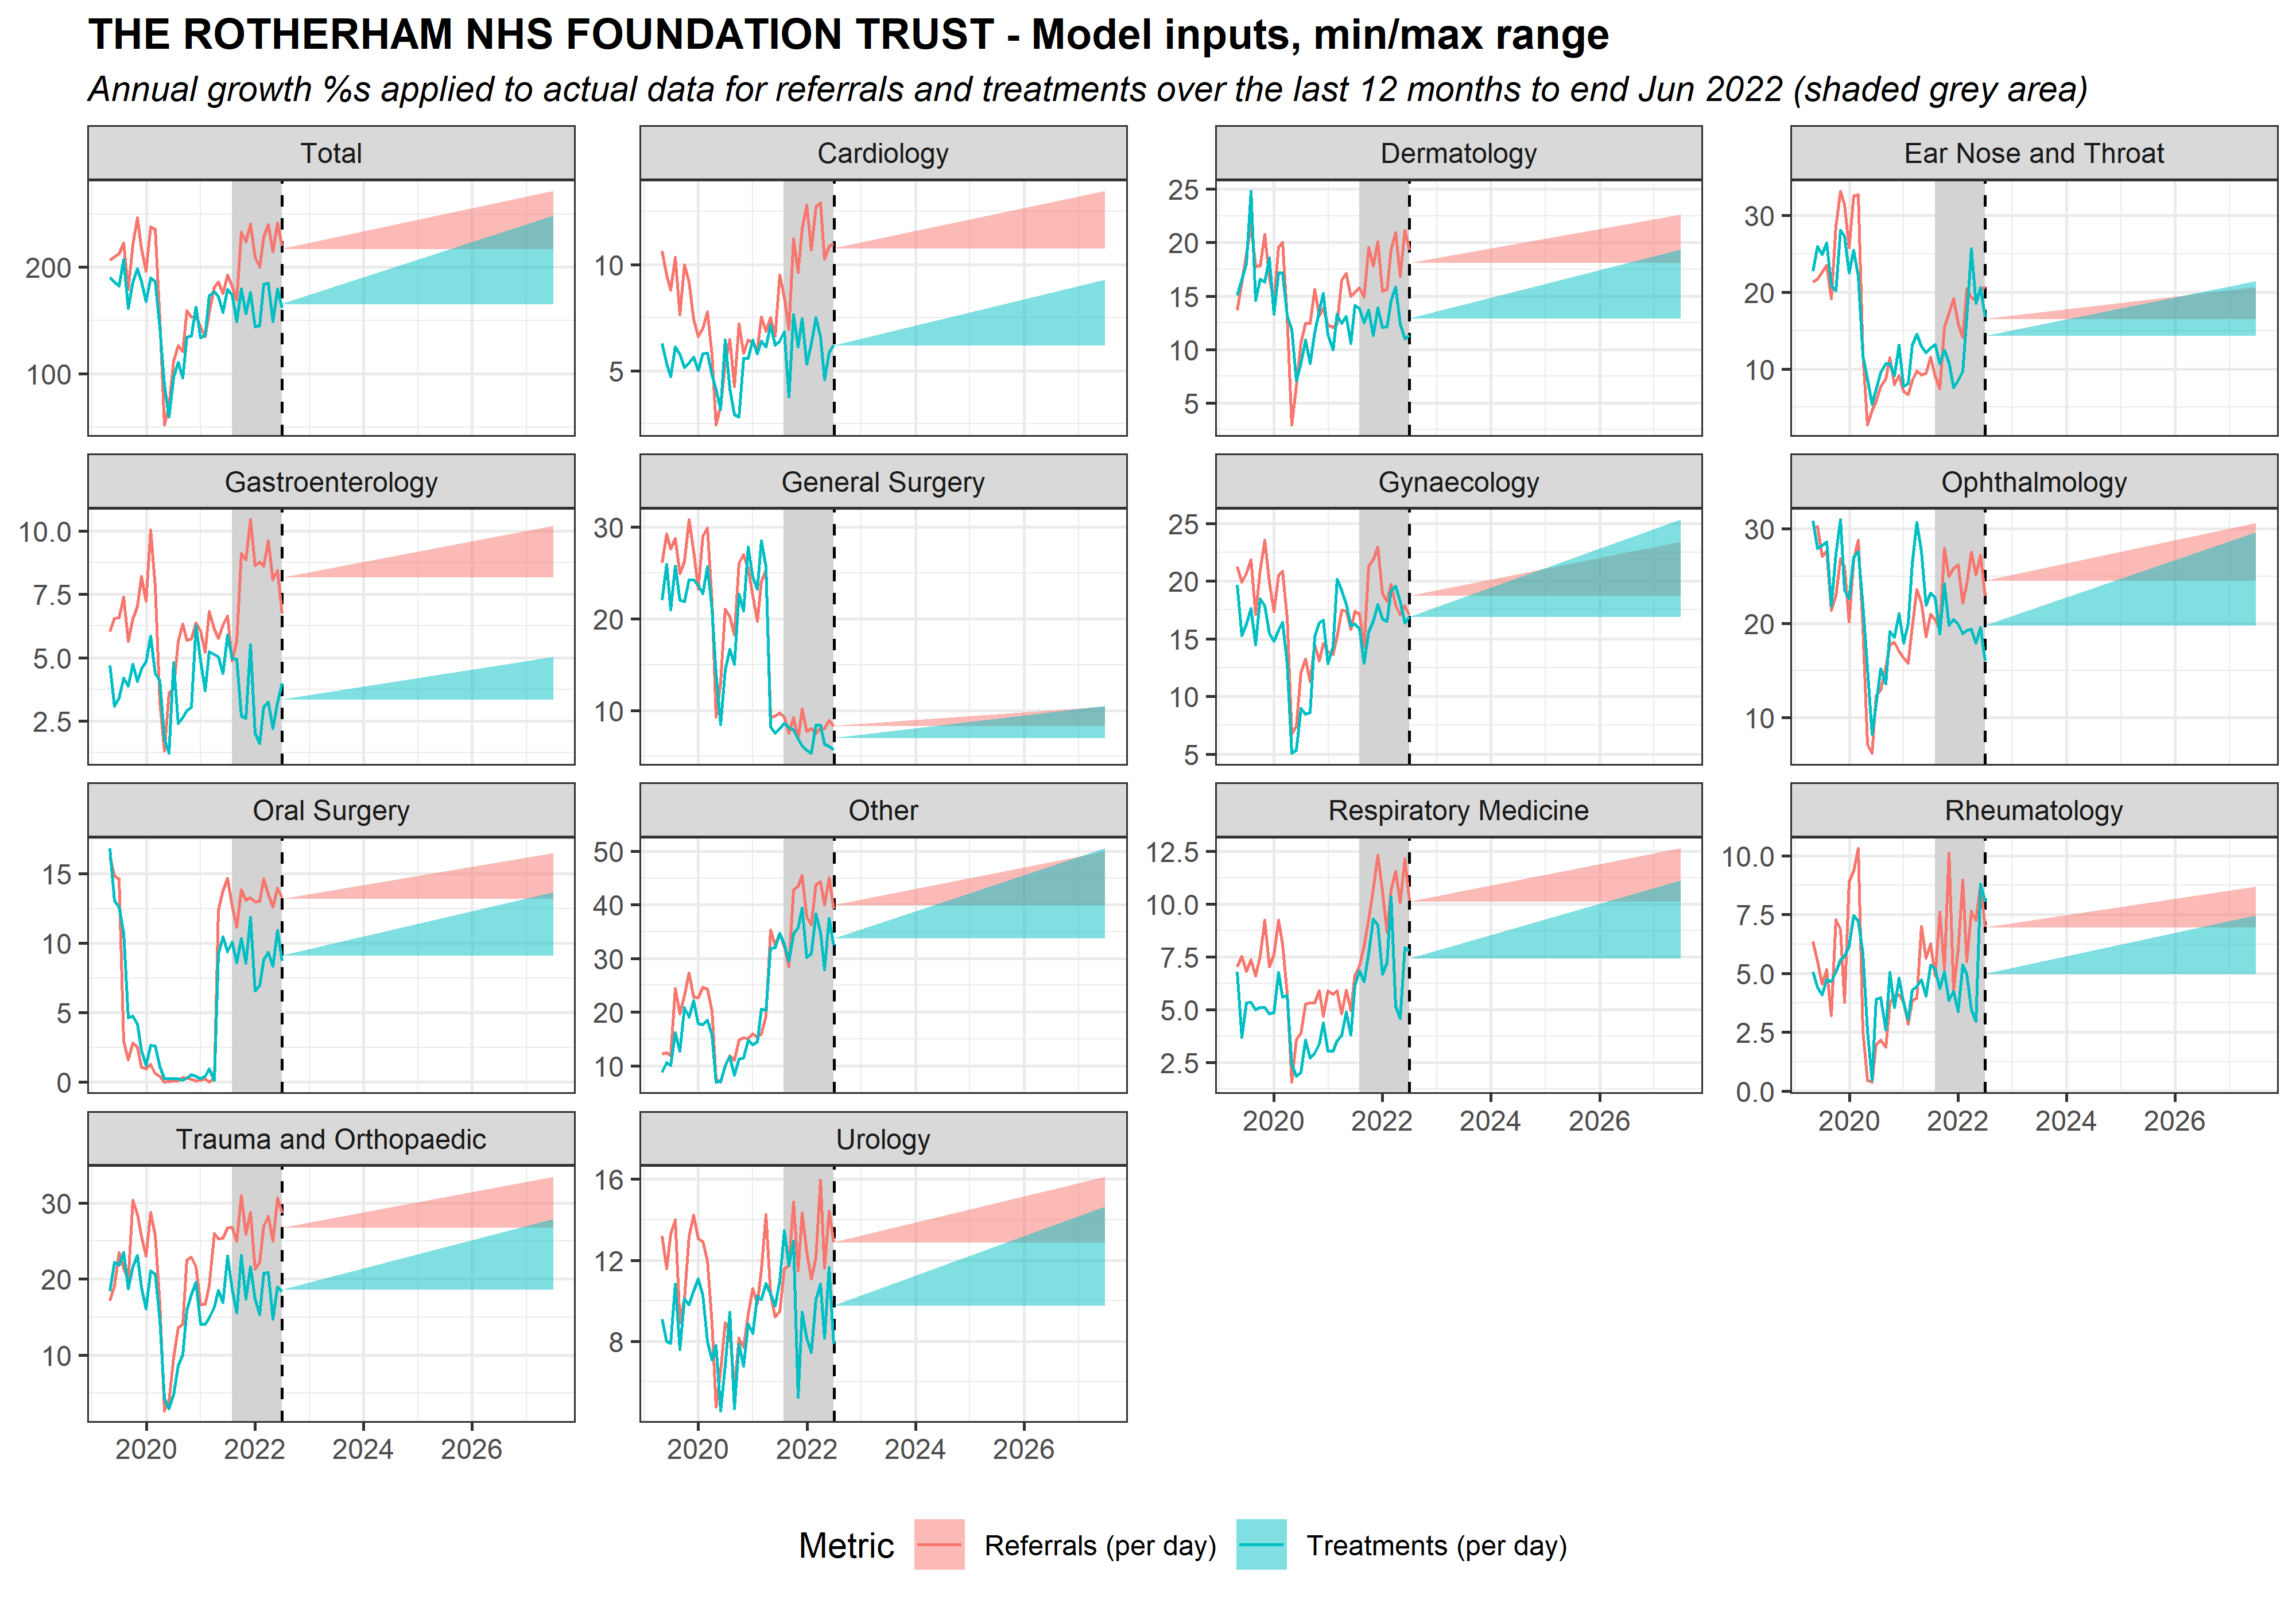 THE ROTHERHAM NHS FOUNDATION TRUST - Model inputs, min/max range
Annual growth %s applied to actual data for referrals and treatments over the last 12 months to end Jun 2022 (shaded grey area)
Total
Cardiology
Dermatology
Ear Nose and Throat
200
100
10
5
25
20
15
10
5
30
20
10
Gastroenterology
General Surgery
Gynaecology
Ophthalmology
10.0
7.5
5.0
2.5
30
20
10
25
20
15
10
5
30
20
10
Oral Surgery
Other
Respiratory Medicine
Rheumatology
15
10
5
0
50
40
30
20
10
12.5
10.0
7.5
5.0
2.5
10.0
7.5
5.0
2.5
0.0
2020 2022 2024 2026
2020 2022 2024 2026
Trauma and Orthopaedic
Urology
30
20
10
16
12
8
2020 2022 2024 2026
2020 2022 2024 2026
Metric Referrals (per day) Treatments (per day)